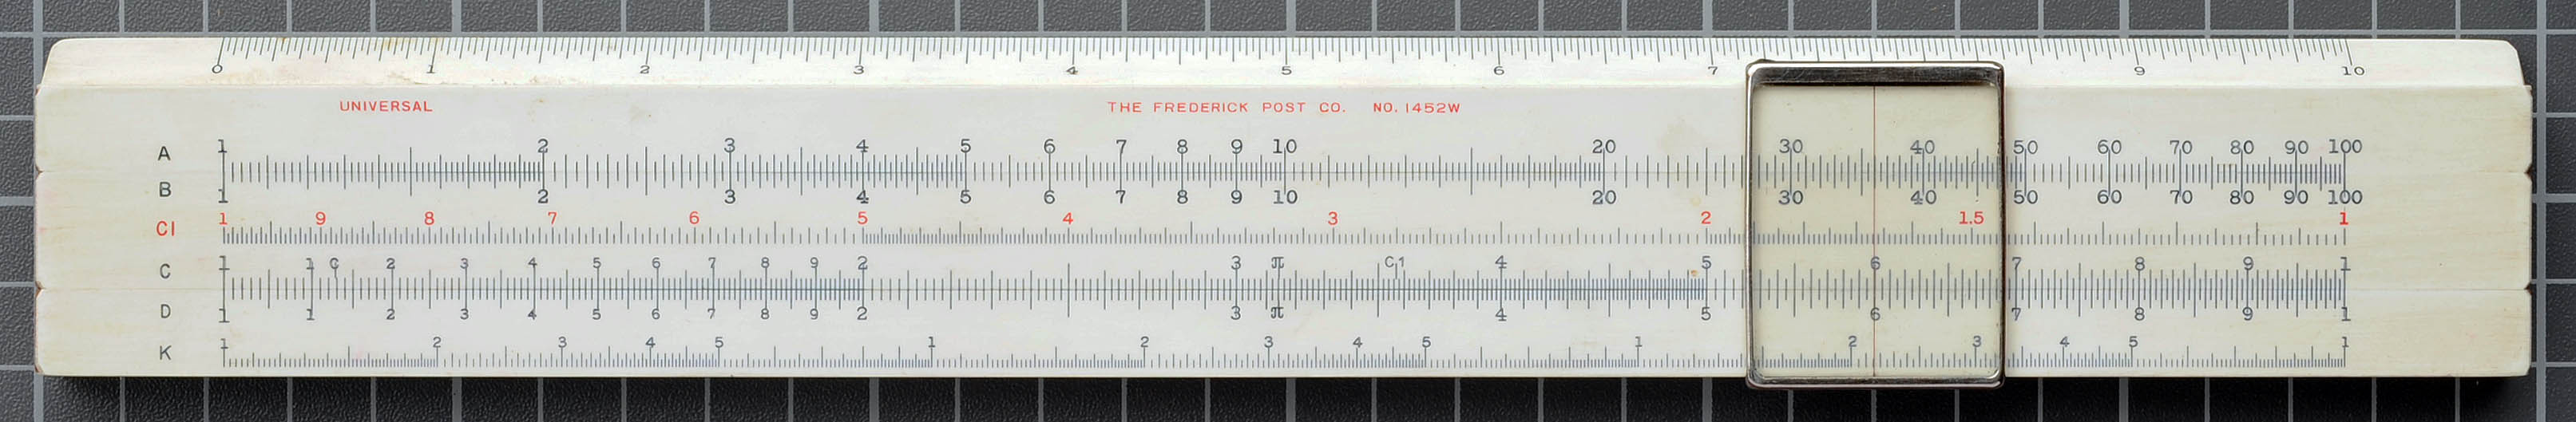 0 1 2 3 4 5 6 7 9 10
UNIVERSAL THE FREDERICK POST CO. NO. 1452W
A 1 2 3 4 5 6 7 8 9 10 20 30 40 50 60 70 80 90 100
B 1 2 3 4 5 6 7 8 9 10 20 30 40 50 60 70 80 90 100
CI 1 9 8 7 6 5 4 3 2 1.5 1
C 1 1 C 2 3 4 5 6 7 8 9 2 3 π C1 4 5 6 7 8 9 1
D 1 1 2 3 4 5 6 7 8 9 2 3 π 4 5 6 7 8 9 1
K 1 2 3 4 5 1 2 3 4 5 1 2 3 4 5 1